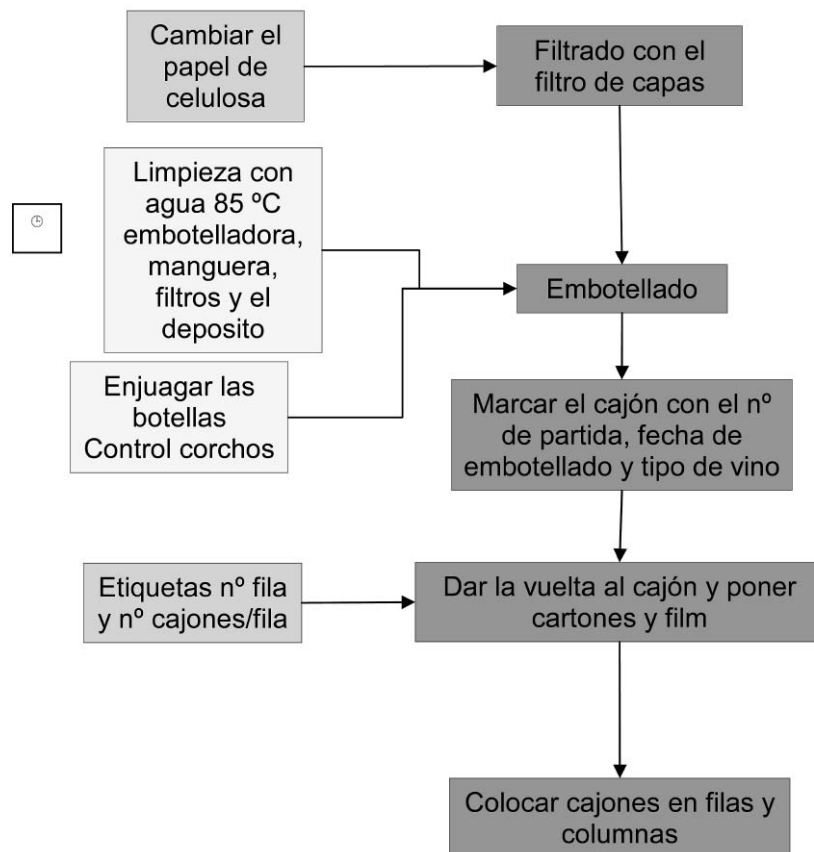 Cambiar el
papel de
celulosa
Filtrado con el
filtro de capas
Limpieza con
agua 85 ºC
embotelladora,
manguera,
filtros y el
deposito
Embotellado
Enjuagar las
botellas
Control corchos
Marcar el cajón con el nº
de partida, fecha de
embotellado y tipo de vino
Etiquetas nº fila
y nº cajones/fila
Dar la vuelta al cajón y poner
cartones y film
Colocar cajones en filas y
columnas